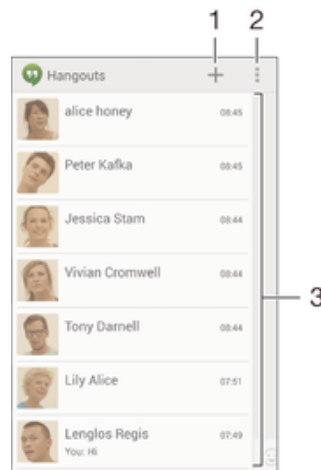 1 2
Hangouts
alice honey 08:45
Peter Kafka 08:45
Jessica Stam 08:44
Vivian Cromwell 08:44
Tony Darnell 08:44
3
Lily Alice 07:51
Lenglos Regis 07:49
You: Hi